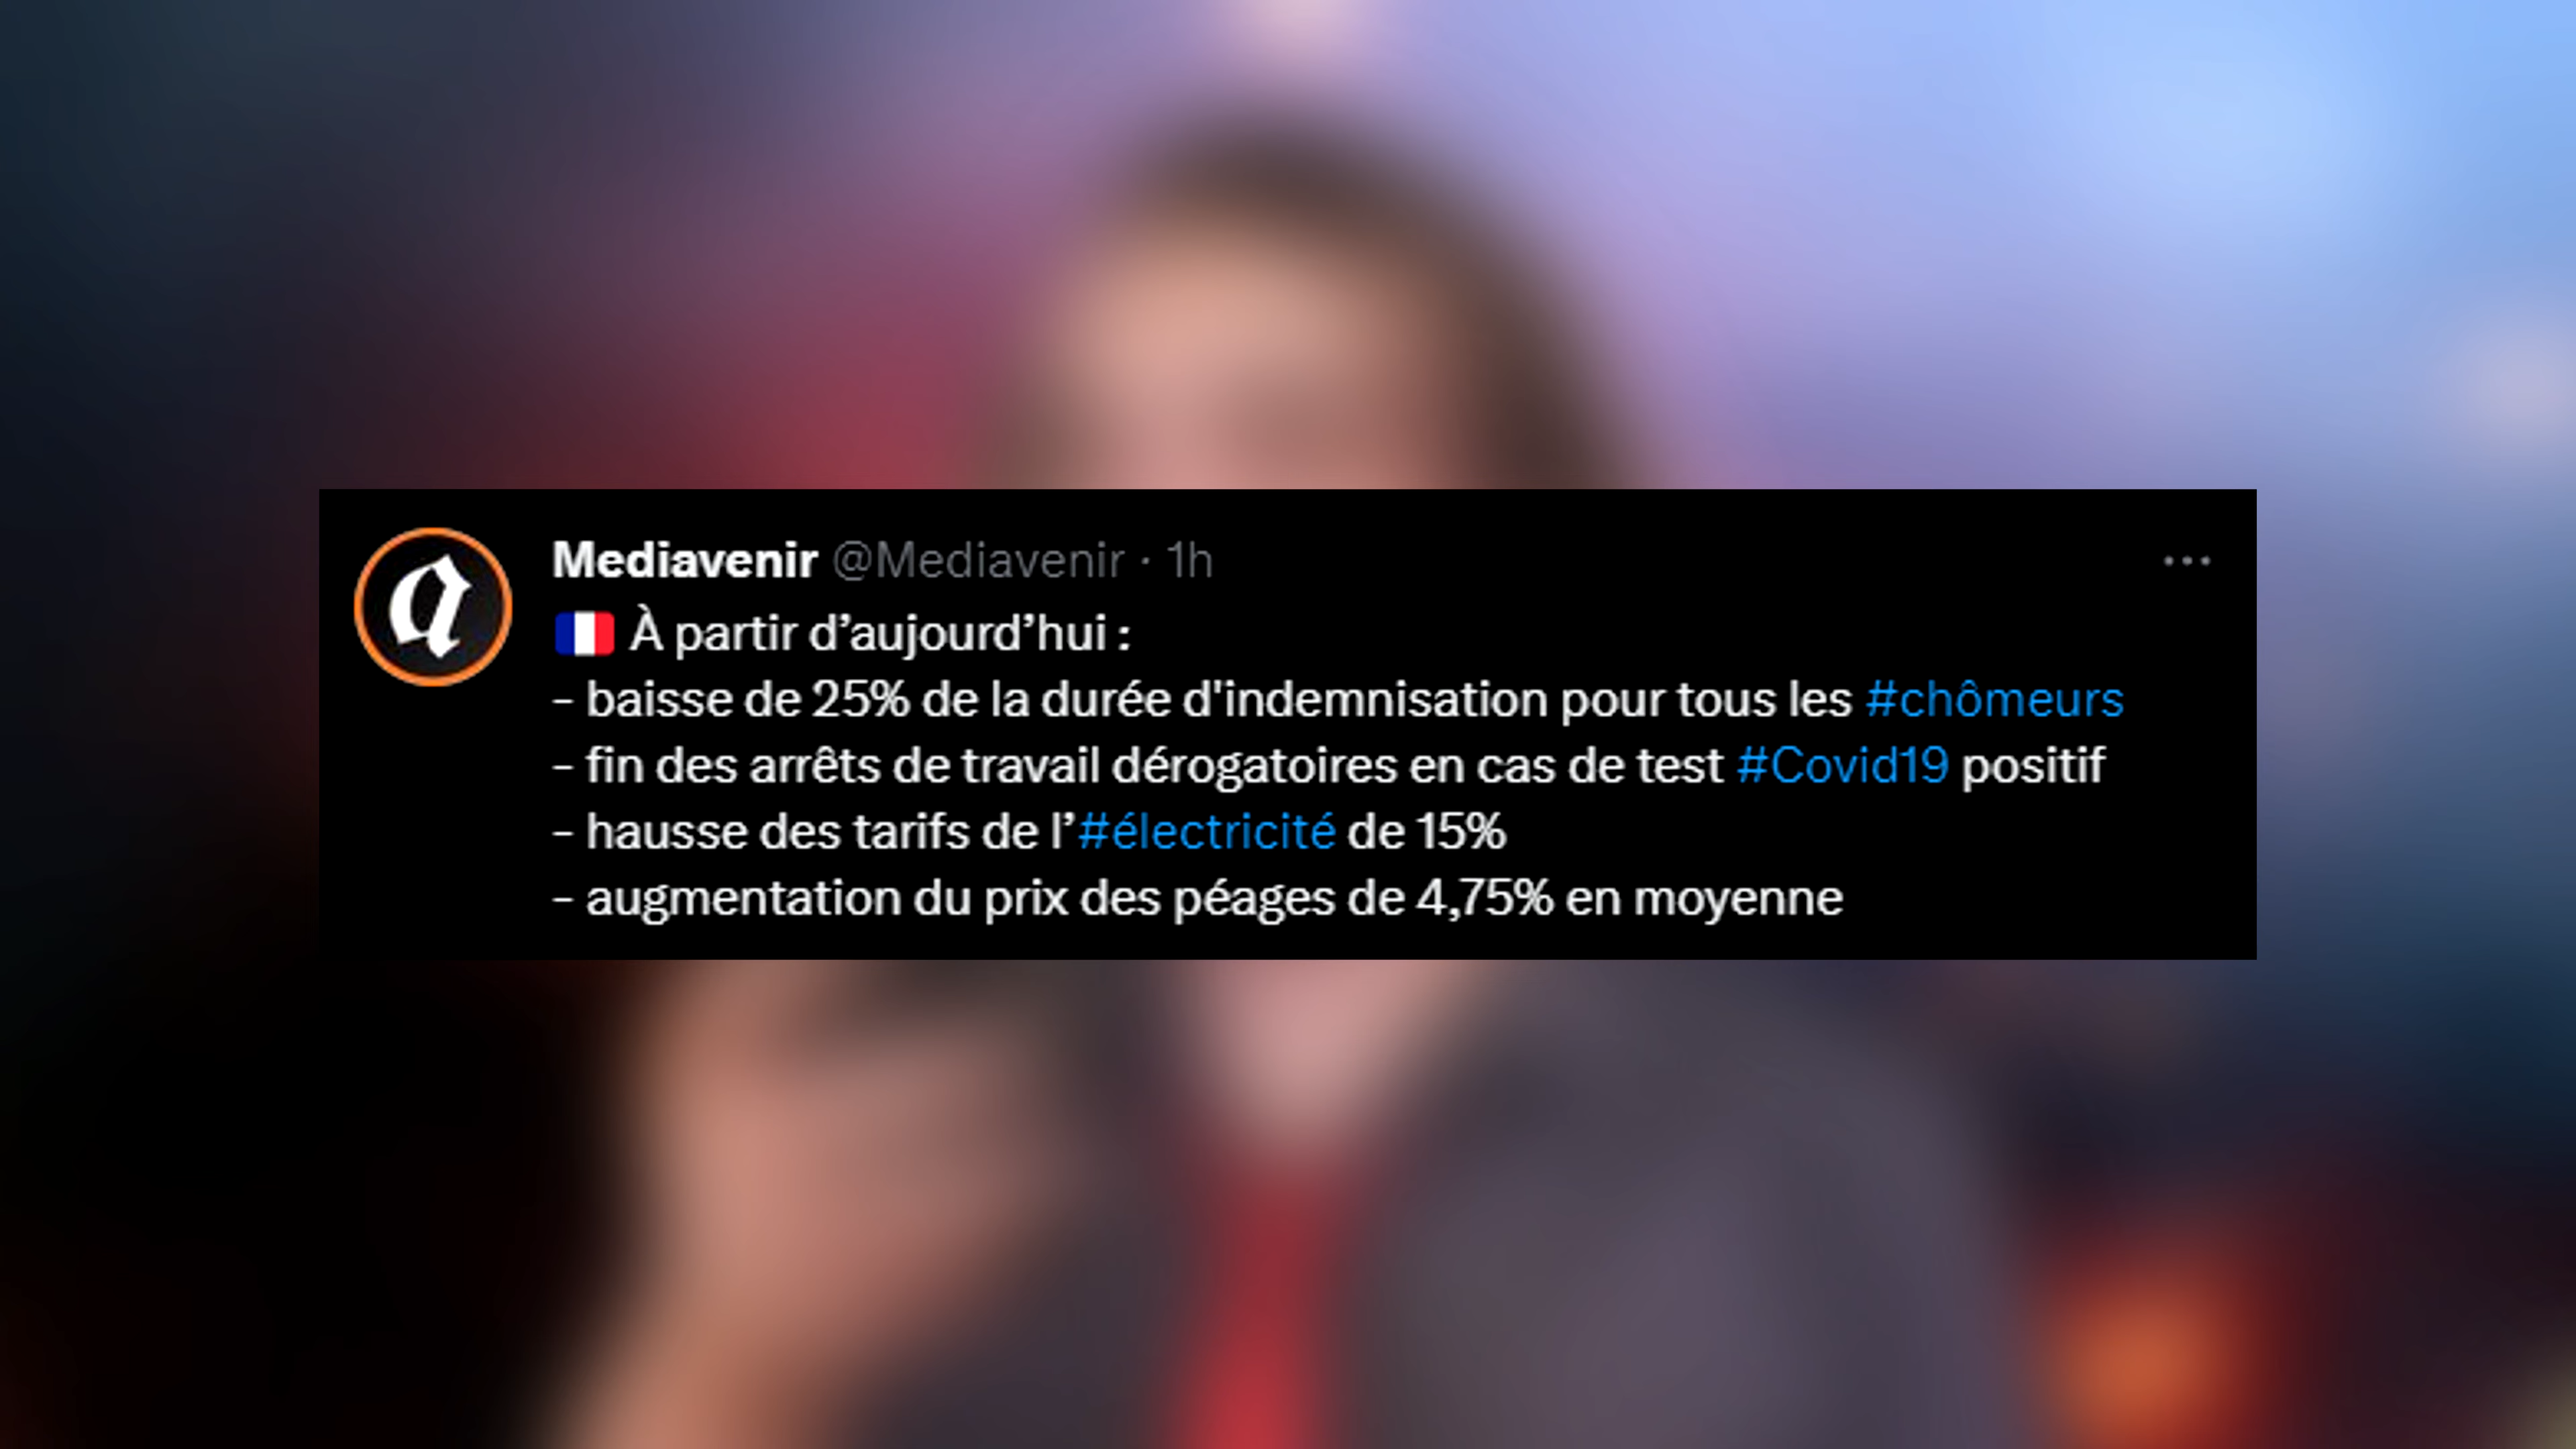 a
Mediavenir @Mediavenir · 1h
🇫🇷 À partir d’aujourd’hui :
- baisse de 25% de la durée d'indemnisation pour tous les #chômeurs
- fin des arrêts de travail dérogatoires en cas de test #Covid19 positif
- hausse des tarifs de l’#électricité de 15%
- augmentation du prix des péages de 4,75% en moyenne